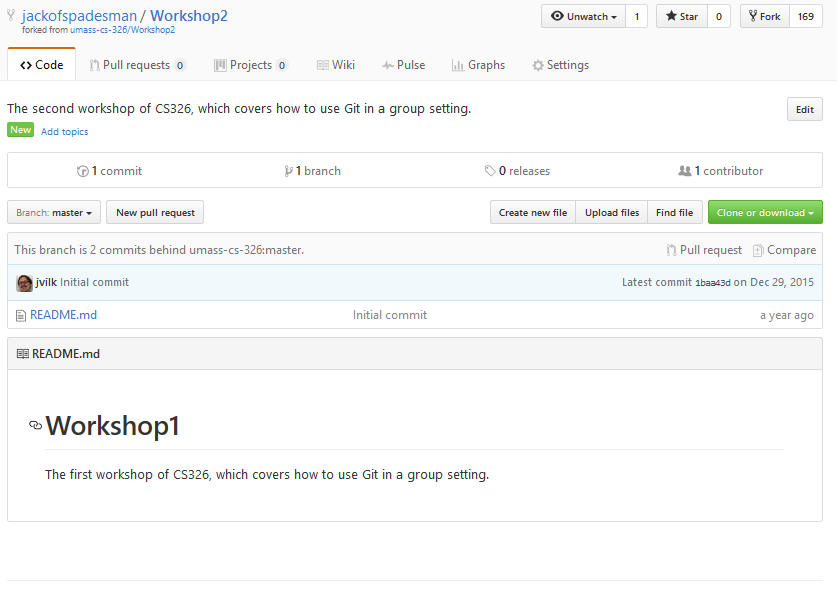 jackofspadesman / Workshop2
forked from umass-cs-326/Workshop2
Unwatch 1 Star 0 Fork 169
Code Pull requests 0 Projects 0 Wiki Pulse Graphs Settings
The second workshop of CS326, which covers how to use Git in a group setting.
Edit
New Add topics
1 commit 1 branch 0 releases 1 contributor
Branch: master New pull request Create new file Upload files Find file Clone or download
This branch is 2 commits behind umass-cs-326:master. Pull request Compare
jvilk Initial commit Latest commit 1baa43d on Dec 29, 2015
README.md Initial commit a year ago
README.md
Workshop1
The first workshop of CS326, which covers how to use Git in a group setting.